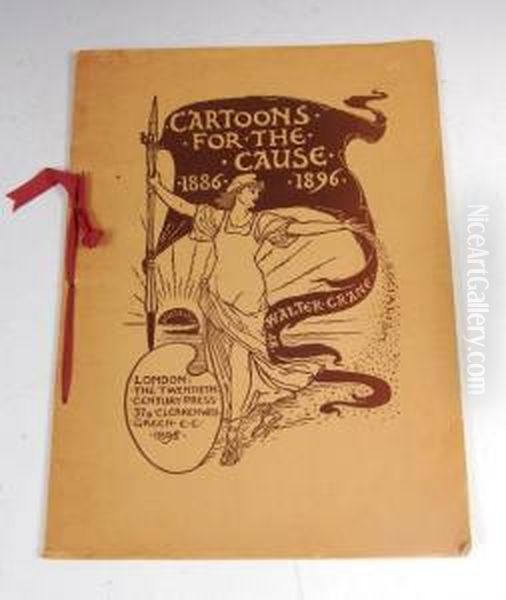 CARTOONS·
·FOR·THE·
·CAUSE·
·1886· ·1896·
BY WALTER·CRANE
LONDON:
THE TWENTIETH
CENTURY PRESS
37A CLERKENWELL
GREEN·E·C·
·1896·
NiceArtGallery.com